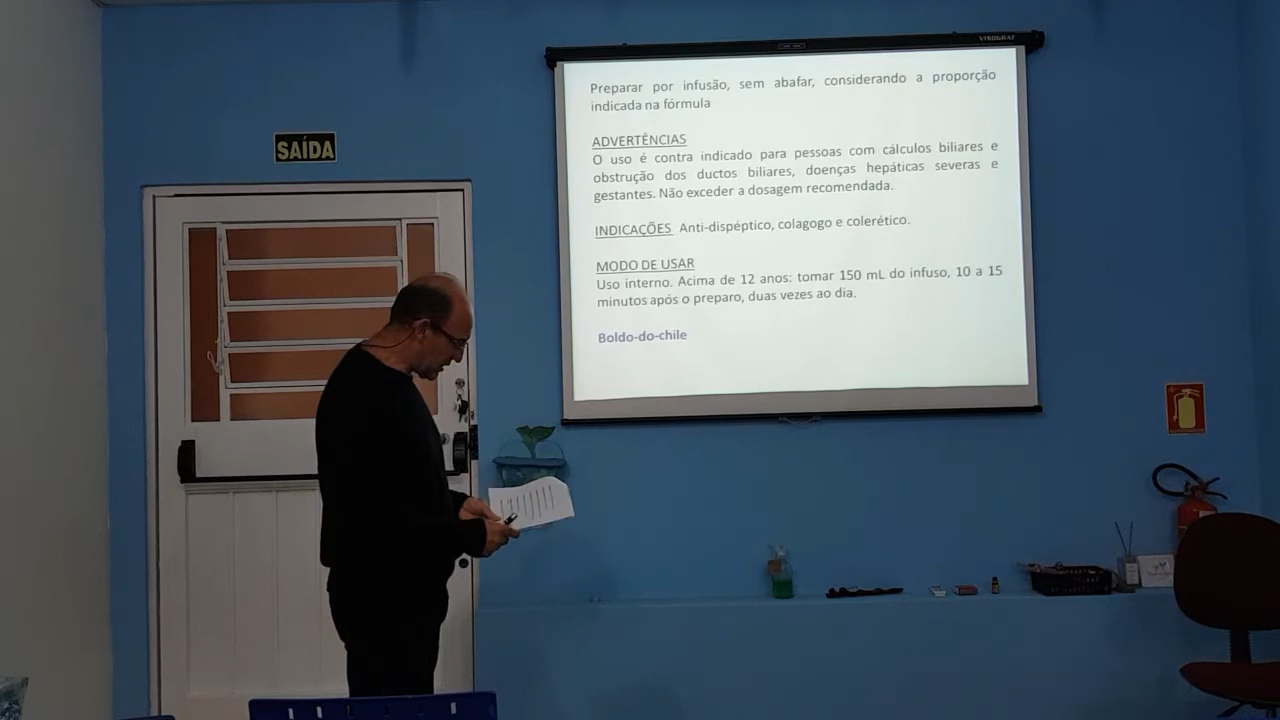 VISOGRAF
Preparar por infusão, sem abafar, considerando a proporção
indicada na fórmula
ADVERTÊNCIAS
O uso é contra indicado para pessoas com cálculos biliares e
obstrução dos ductos biliares, doenças hepáticas severas e
gestantes. Não exceder a dosagem recomendada.
INDICAÇÕES Anti-dispéptico, colagogo e colerético.
MODO DE USAR
Uso interno. Acima de 12 anos: tomar 150 mL do infuso, 10 a 15
minutos após o preparo, duas vezes ao dia.
Boldo-do-chile
SAÍDA